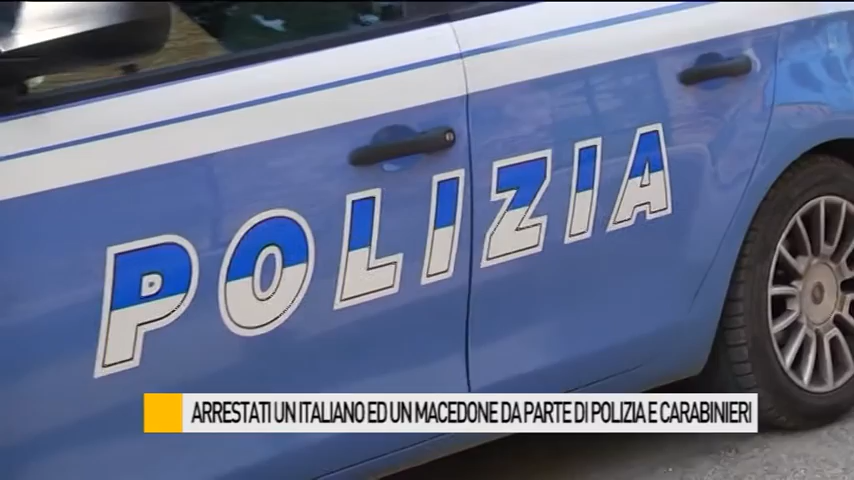 POLIZIA
ARRESTATI UN ITALIANO ED UN MACEDONE DA PARTE DI POLIZIA E CARABINIERI